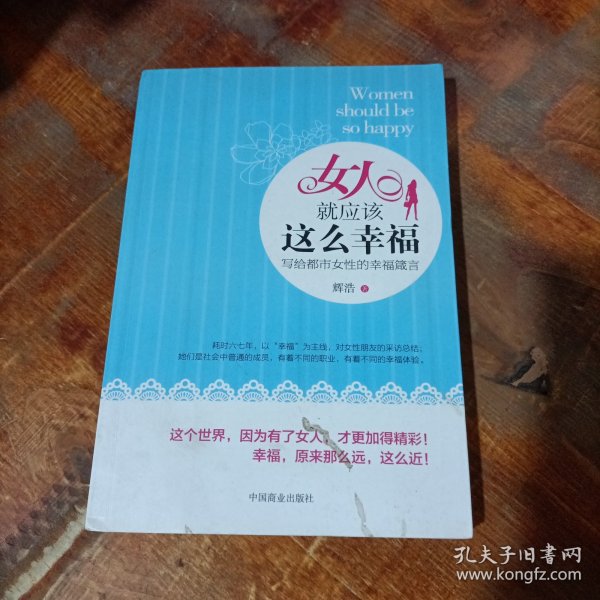 Women
should be
so happy
女人
就应该
这么幸福
写给都市女性的幸福箴言
辉浩 著
耗时六七年，以“幸福”为主线，对女性朋友的采访总结；
她们是社会中普通的成员，有着不同的职业，有着不同的幸福体验。
这个世界，因为有了女人，才更加得精彩！
幸福，原来那么远，这么近！
中国商业出版社
孔夫子旧书网
www.kongfz.com